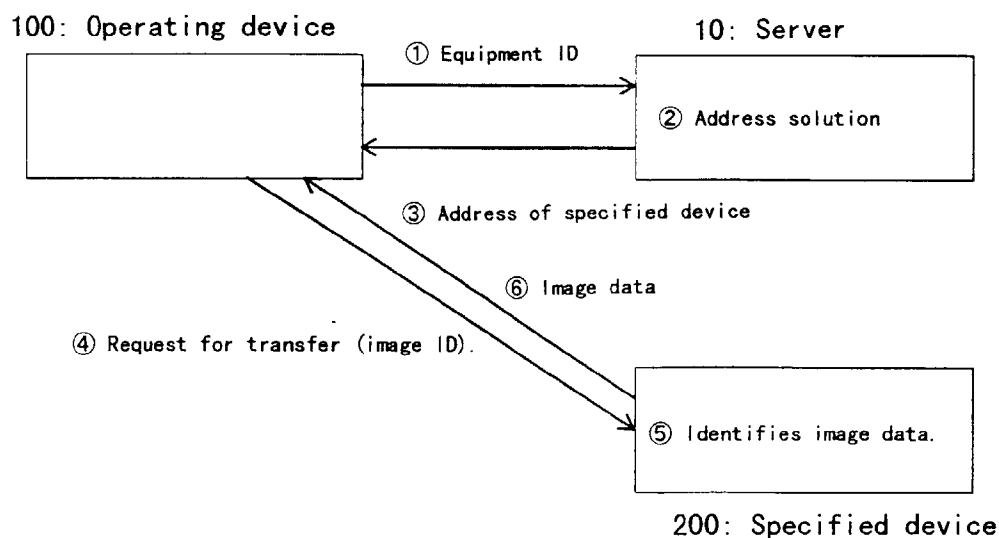 100: Operating device
10: Server
① Equipment ID
② Address solution
③ Address of specified device
⑥ Image data
④ Request for transfer (image ID).
⑤ Identifies image data.
200: Specified device